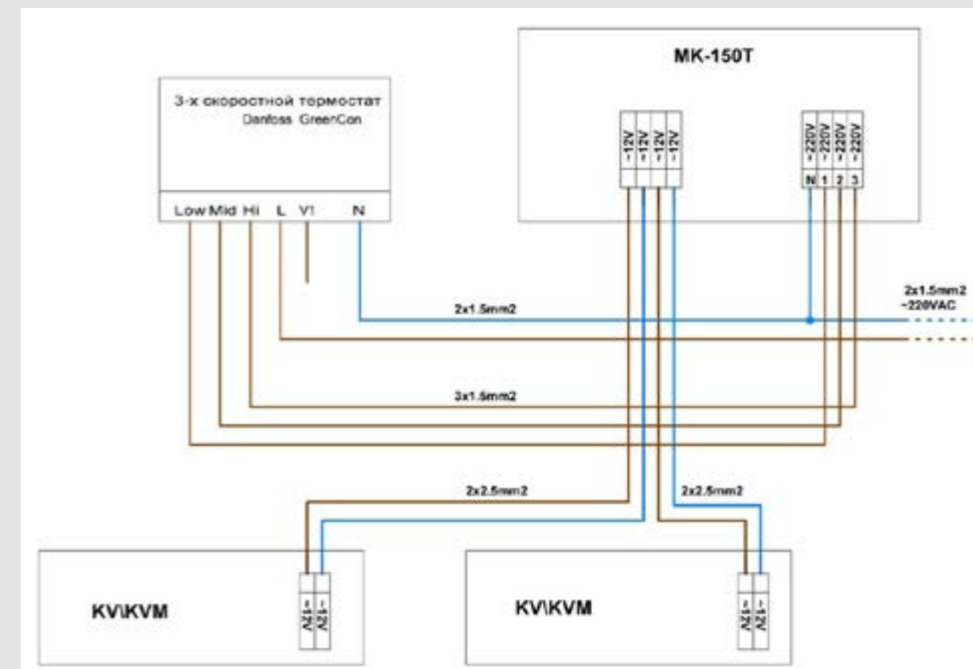 MK-150T
3-х скоростной термостат
Danfoss GreenCon
~12V ~12V ~12V ~12V
~220V ~220V ~220V ~220V
N 1 2 3
Low Mid Hi L V1 N
2x1.5mm2
~220VAC
2x1.5mm2
3x1.5mm2
2x2.5mm2 2x2.5mm2
KV\KVM
~12V ~12V
KV\KVM
~12V ~12V